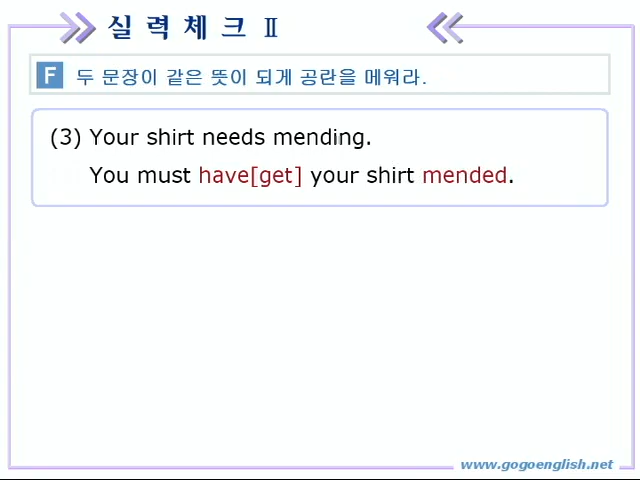 실력체크 Ⅱ
F 두 문장이 같은 뜻이 되게 공란을 메워라.
(3) Your shirt needs mending.
You must have[get] your shirt mended.
www.gogoenglish.net